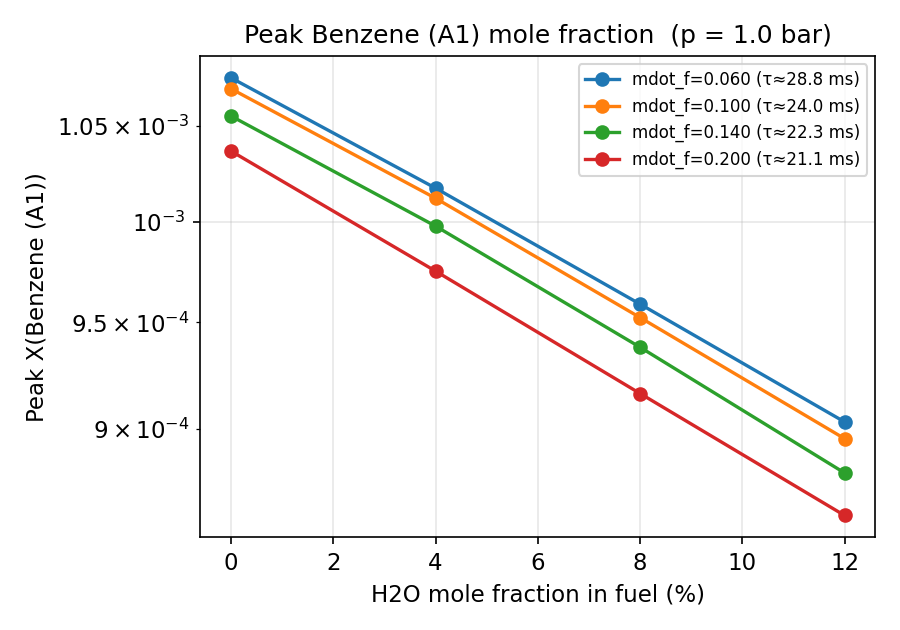 Peak Benzene (A1) mole fraction  (p = 1.0 bar)
mdot_f=0.060 (τ≈28.8 ms)
mdot_f=0.100 (τ≈24.0 ms)
mdot_f=0.140 (τ≈22.3 ms)
mdot_f=0.200 (τ≈21.1 ms)
Peak X(Benzene (A1))
1.05 × 10⁻³
10⁻³
9.5 × 10⁻⁴
9 × 10⁻⁴
0 2 4 6 8 10 12
H2O mole fraction in fuel (%)